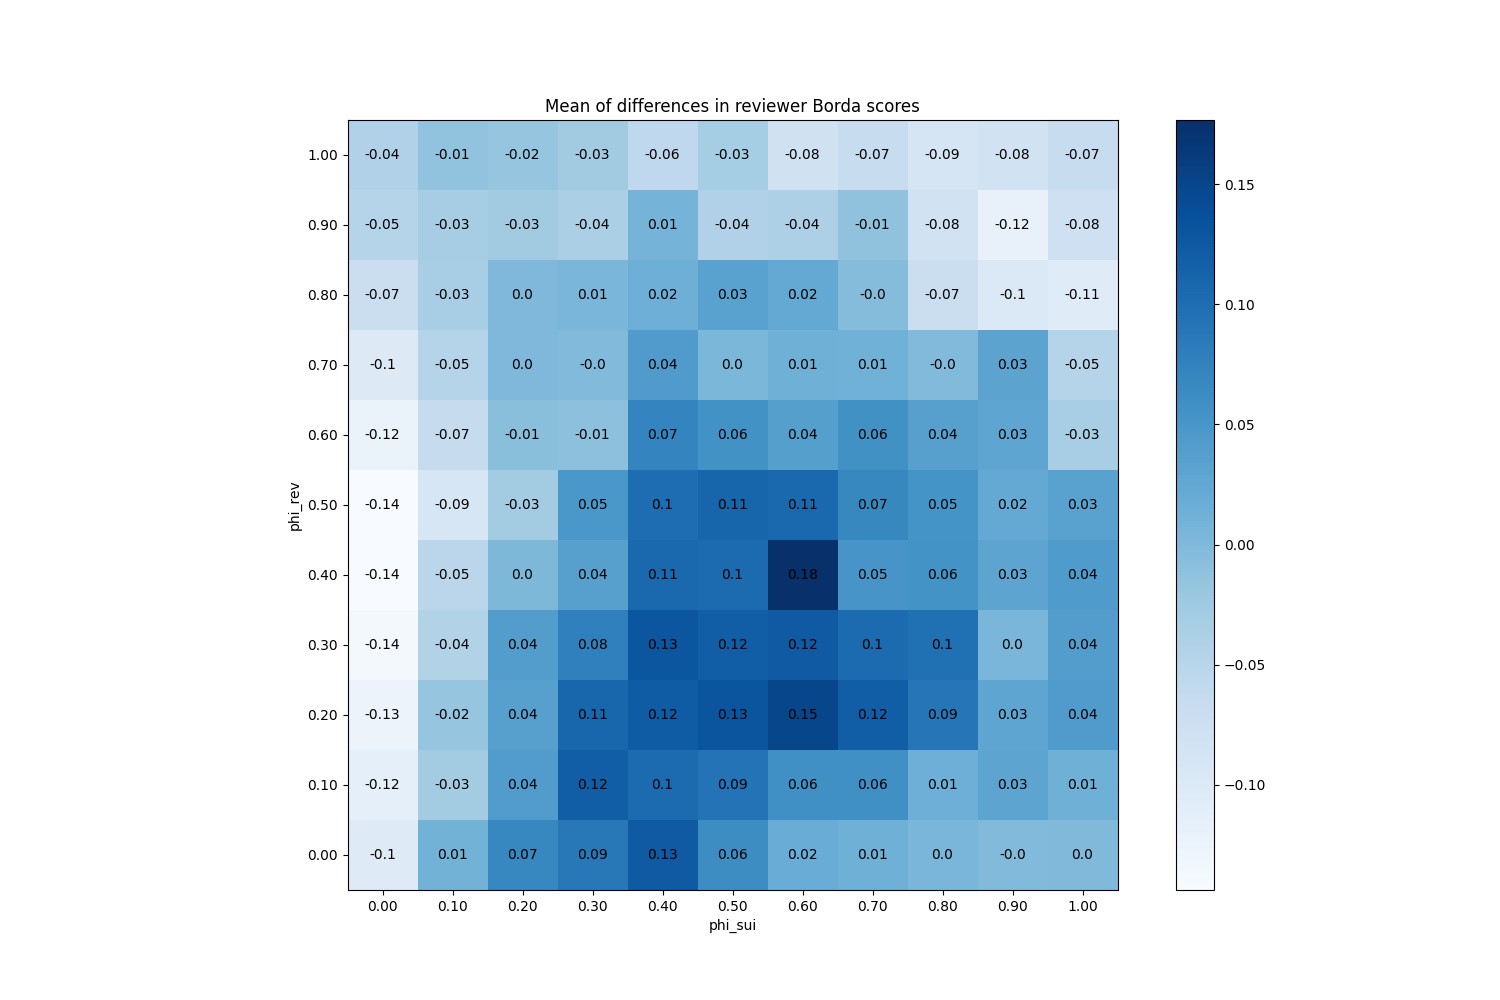 Mean of differences in reviewer Borda scores
1.00 -0.04 -0.01 -0.02 -0.03 -0.06 -0.03 -0.08 -0.07 -0.09 -0.08 -0.07
0.90 -0.05 -0.03 -0.03 -0.04 0.01 -0.04 -0.04 -0.01 -0.08 -0.12 -0.08
0.80 -0.07 -0.03 0.0 0.01 0.02 0.03 0.02 -0.0 -0.07 -0.1 -0.11
0.70 -0.1 -0.05 0.0 -0.0 0.04 0.0 0.01 0.01 -0.0 0.03 -0.05
0.60 -0.12 -0.07 -0.01 -0.01 0.07 0.06 0.04 0.06 0.04 0.03 -0.03
0.50 -0.14 -0.09 -0.03 0.05 0.1 0.11 0.11 0.07 0.05 0.02 0.03
0.40 -0.14 -0.05 0.0 0.04 0.11 0.1 0.18 0.05 0.06 0.03 0.04
0.30 -0.14 -0.04 0.04 0.08 0.13 0.12 0.12 0.1 0.1 0.0 0.04
0.20 -0.13 -0.02 0.04 0.11 0.12 0.13 0.15 0.12 0.09 0.03 0.04
0.10 -0.12 -0.03 0.04 0.12 0.1 0.09 0.06 0.06 0.01 0.03 0.01
0.00 -0.1 0.01 0.07 0.09 0.13 0.06 0.02 0.01 0.0 -0.0 0.0
0.00 0.10 0.20 0.30 0.40 0.50 0.60 0.70 0.80 0.90 1.00
phi_sui
phi_rev
0.15
0.10
0.05
0.00
−0.05
−0.10